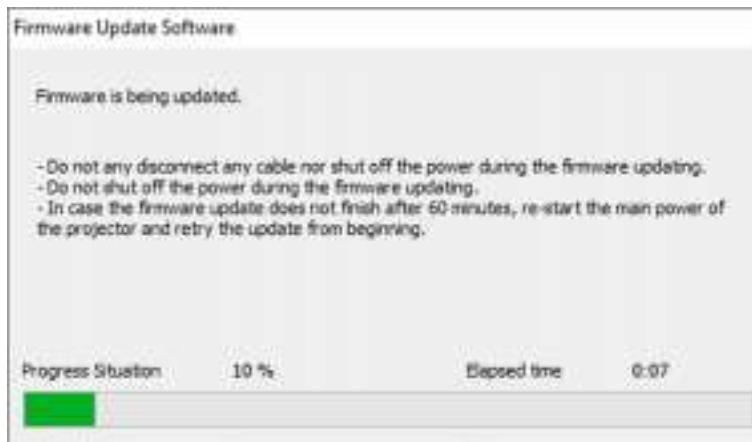 Firmware Update Software
Firmware is being updated.
- Do not any disconnect any cable nor shut off the power during the firmware updating.
- Do not shut off the power during the firmware updating.
- In case the firmware update does not finish after 60 minutes, re-start the main power of
the projector and retry the update from beginning.
Progress Situation 10 % Elapsed time 0:07